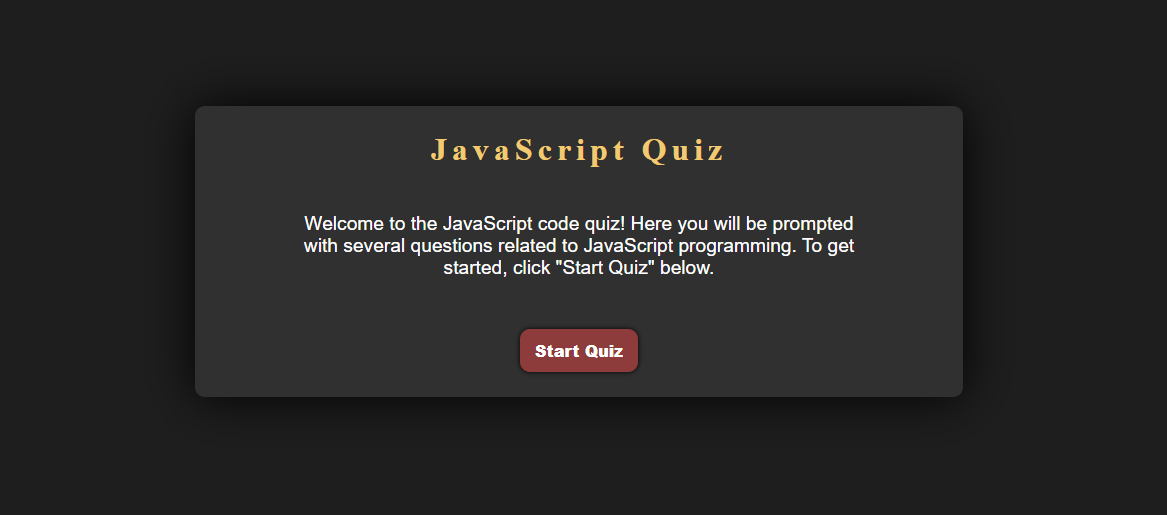 JavaScript Quiz
Welcome to the JavaScript code quiz! Here you will be prompted
with several questions related to JavaScript programming. To get
started, click "Start Quiz" below.
Start Quiz